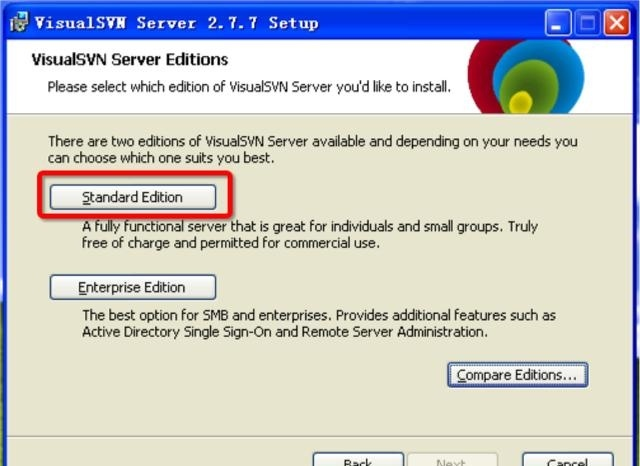 VisualSVN Server 2.7.7 Setup
VisualSVN Server Editions
Please select which edition of VisualSVN Server you'd like to install.
There are two editions of VisualSVN Server available and depending on your needs you
can choose which one suits you best.
Standard Edition
A fully functional server that is great for individuals and small groups. Truly
free of charge and permitted for commercial use.
Enterprise Edition
The best option for SMB and enterprises. Provides additional features such as
Active Directory Single Sign-On and Remote Server Administration.
Compare Editions...
Back Next Cancel